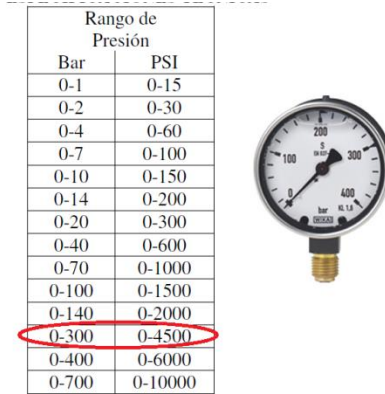 Rango de
Presión
Bar PSI
0-1 0-15
0-2 0-30
0-4 0-60
0-7 0-100
0-10 0-150
0-14 0-200
0-20 0-300
0-40 0-600
0-70 0-1000
0-100 0-1500
0-140 0-2000
0-300 0-4500
0-400 0-6000
0-700 0-10000
200
S
100 300
0 400
bar KL 1,6
WIKA